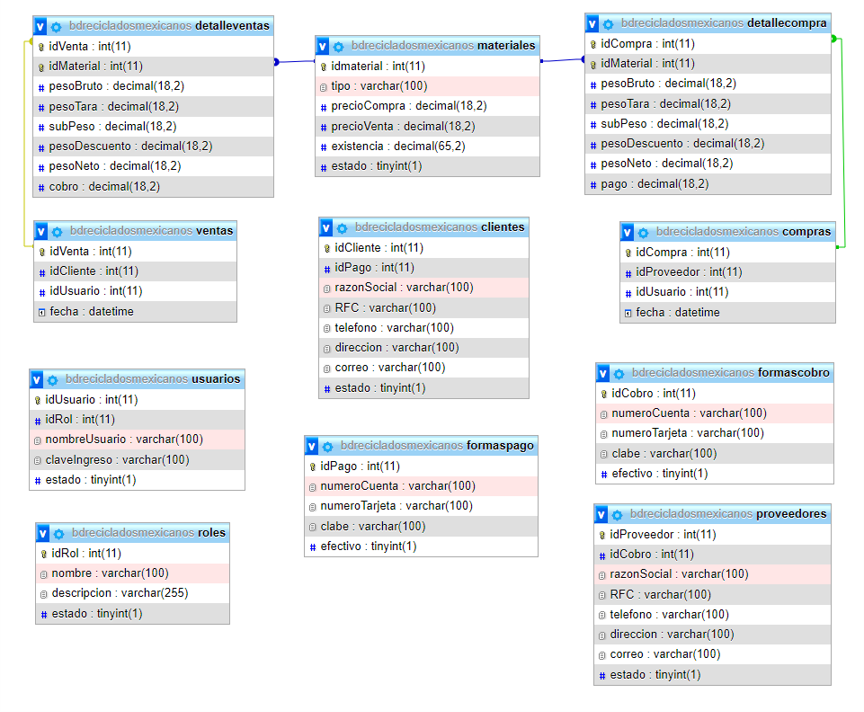 v bdrecicladosmexicanos detalleventas
idVenta : int(11)
idMaterial : int(11)
# pesoBruto : decimal(18,2)
# pesoTara : decimal(18,2)
# subPeso : decimal(18,2)
# pesoDescuento : decimal(18,2)
# pesoNeto : decimal(18,2)
# cobro : decimal(18,2)
v bdrecicladosmexicanos materiales
idmaterial : int(11)
tipo : varchar(100)
# precioCompra : decimal(18,2)
# precioVenta : decimal(18,2)
# existencia : decimal(65,2)
# estado : tinyint(1)
v bdrecicladosmexicanos detallecompra
idCompra : int(11)
idMaterial : int(11)
# pesoBruto : decimal(18,2)
# pesoTara : decimal(18,2)
# subPeso : decimal(18,2)
# pesoDescuento : decimal(18,2)
# pesoNeto : decimal(18,2)
# pago : decimal(18,2)
v bdrecicladosmexicanos ventas
idVenta : int(11)
# idCliente : int(11)
# idUsuario : int(11)
fecha : datetime
v bdrecicladosmexicanos clientes
idCliente : int(11)
# idPago : int(11)
razonSocial : varchar(100)
RFC : varchar(100)
telefono : varchar(100)
direccion : varchar(100)
correo : varchar(100)
# estado : tinyint(1)
v bdrecicladosmexicanos compras
idCompra : int(11)
# idProveedor : int(11)
# idUsuario : int(11)
fecha : datetime
v bdrecicladosmexicanos usuarios
idUsuario : int(11)
# idRol : int(11)
nombreUsuario : varchar(100)
claveIngreso : varchar(100)
# estado : tinyint(1)
v bdrecicladosmexicanos formaspago
idPago : int(11)
numeroCuenta : varchar(100)
numeroTarjeta : varchar(100)
clabe : varchar(100)
# efectivo : tinyint(1)
v bdrecicladosmexicanos formascobro
idCobro : int(11)
numeroCuenta : varchar(100)
numeroTarjeta : varchar(100)
clabe : varchar(100)
# efectivo : tinyint(1)
v bdrecicladosmexicanos roles
idRol : int(11)
nombre : varchar(100)
descripcion : varchar(255)
# estado : tinyint(1)
v bdrecicladosmexicanos proveedores
idProveedor : int(11)
# idCobro : int(11)
razonSocial : varchar(100)
RFC : varchar(100)
telefono : varchar(100)
direccion : varchar(100)
correo : varchar(100)
# estado : tinyint(1)